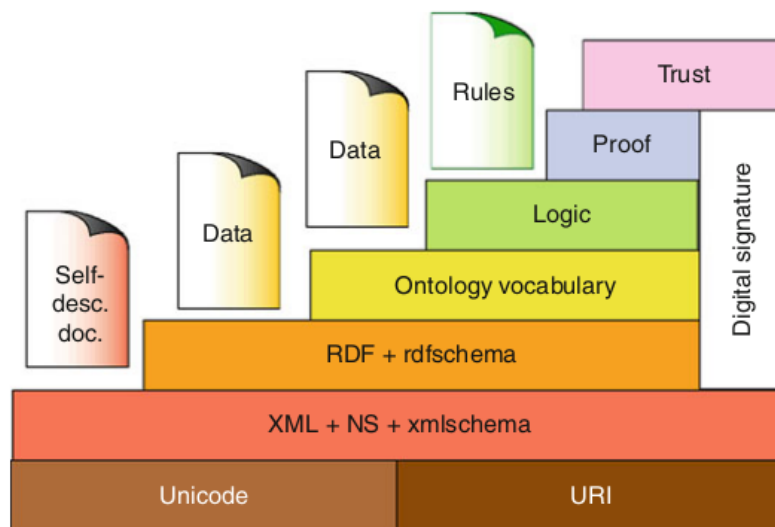 Trust
Rules
Proof
Data
Logic
Digital signature
Data
Ontology vocabulary
Self-
desc.
doc.
RDF + rdfschema
XML + NS + xmlschema
Unicode
URI